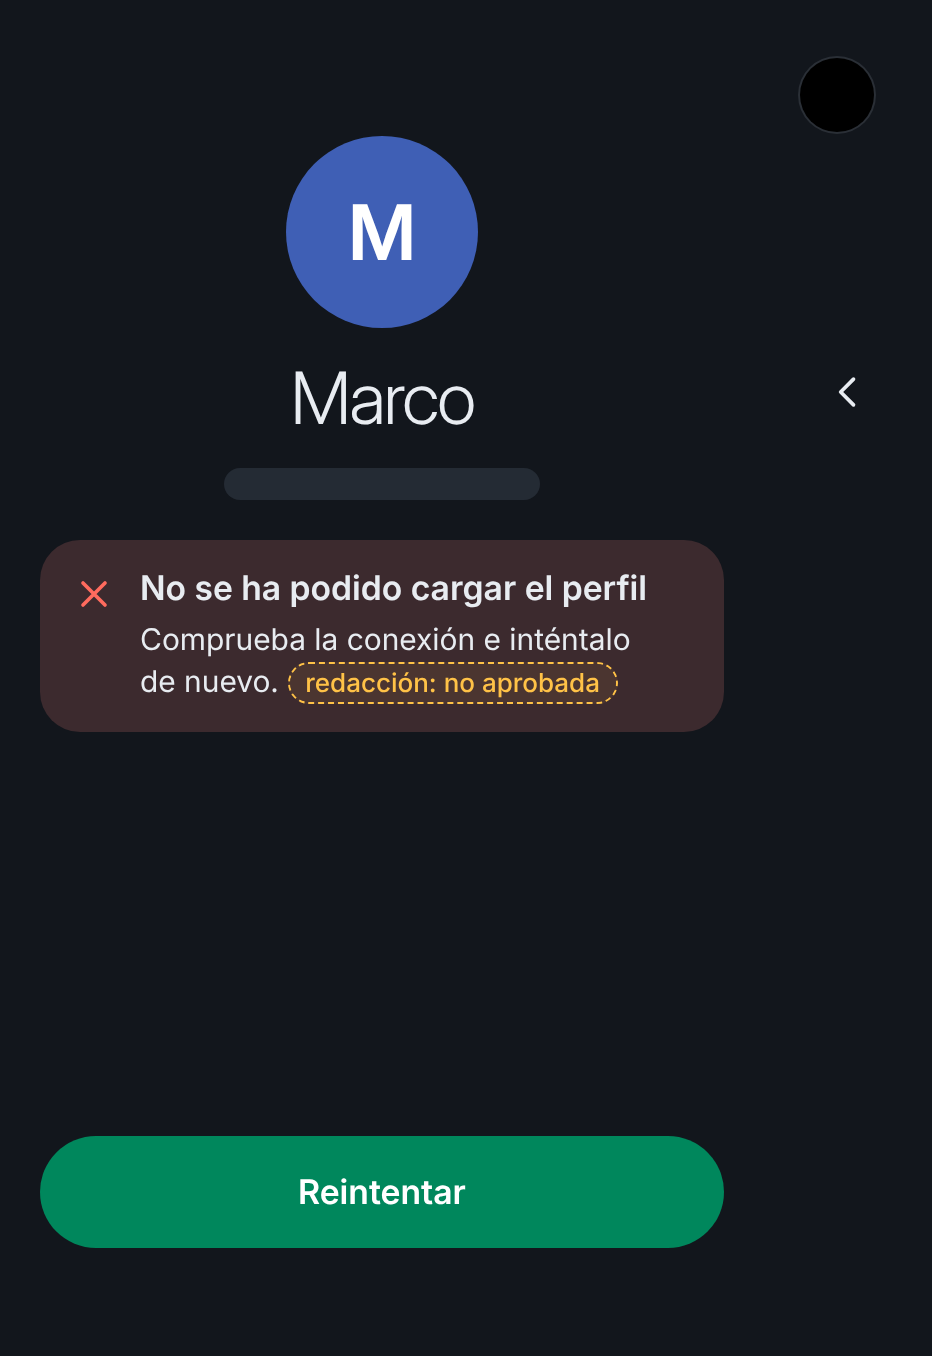 M
Marco
No se ha podido cargar el perfil
Comprueba la conexión e inténtalo
de nuevo. redacción: no aprobada
Reintentar